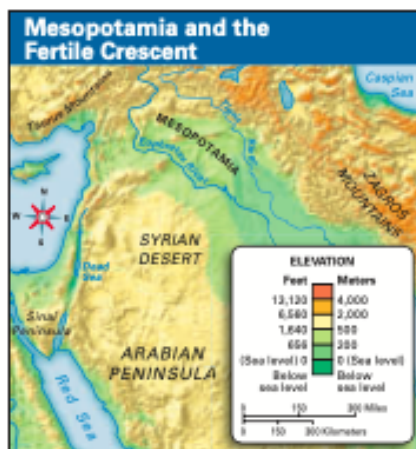 Mesopotamia and the
Fertile Crescent
Caspian
Sea
Taurus Mountains
Tigris River
MESOPOTAMIA
Euphrates River
ZAGROS
MOUNTAINS
N
W E
S
SYRIAN
DESERT
Dead
Sea
Sinai
Peninsula
ARABIAN
PENINSULA
Red Sea
ELEVATION
Feet Meters
13,120 4,000
6,560 2,000
1,640 500
656 200
(Sea level) 0 0 (Sea level)
Below Below
sea level sea level
0 150 300 Miles
0 150 300 Kilometers